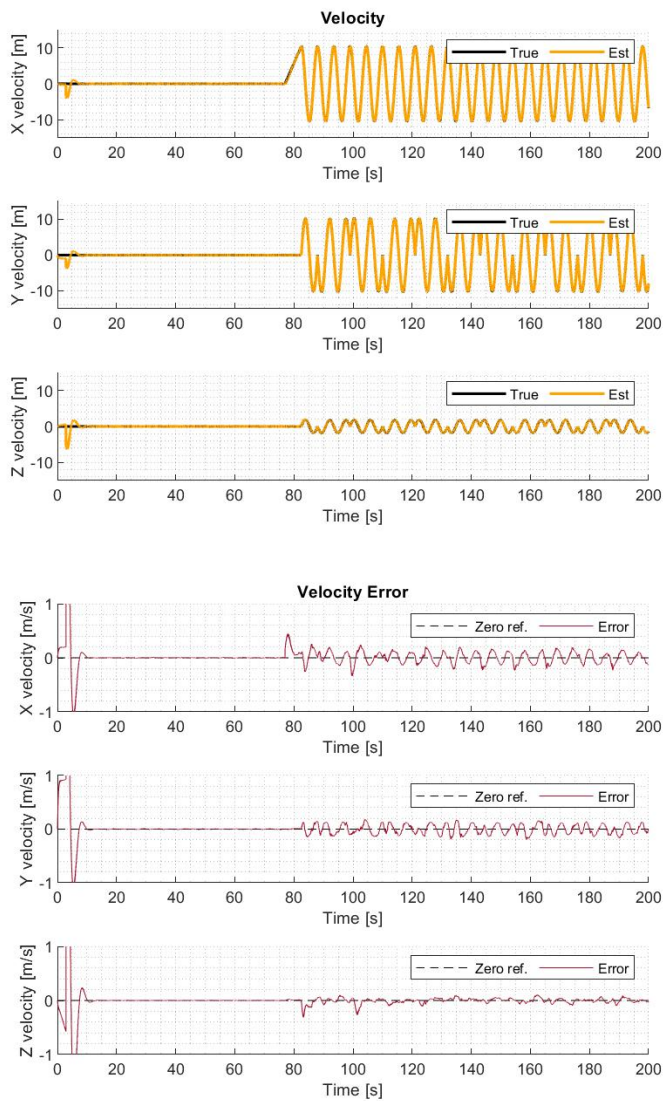 Velocity
10
0
-10
X velocity [m]
True Est
0 20 40 60 80 100 120 140 160 180 200
Time [s]
10
0
-10
Y velocity [m]
True Est
0 20 40 60 80 100 120 140 160 180 200
Time [s]
10
0
-10
Z velocity [m]
True Est
0 20 40 60 80 100 120 140 160 180 200
Time [s]
Velocity Error
1
0
-1
X velocity [m/s]
Zero ref. Error
0 20 40 60 80 100 120 140 160 180 200
Time [s]
1
0
-1
Y velocity [m/s]
Zero ref. Error
0 20 40 60 80 100 120 140 160 180 200
Time [s]
1
0
-1
Z velocity [m/s]
Zero ref. Error
0 20 40 60 80 100 120 140 160 180 200
Time [s]